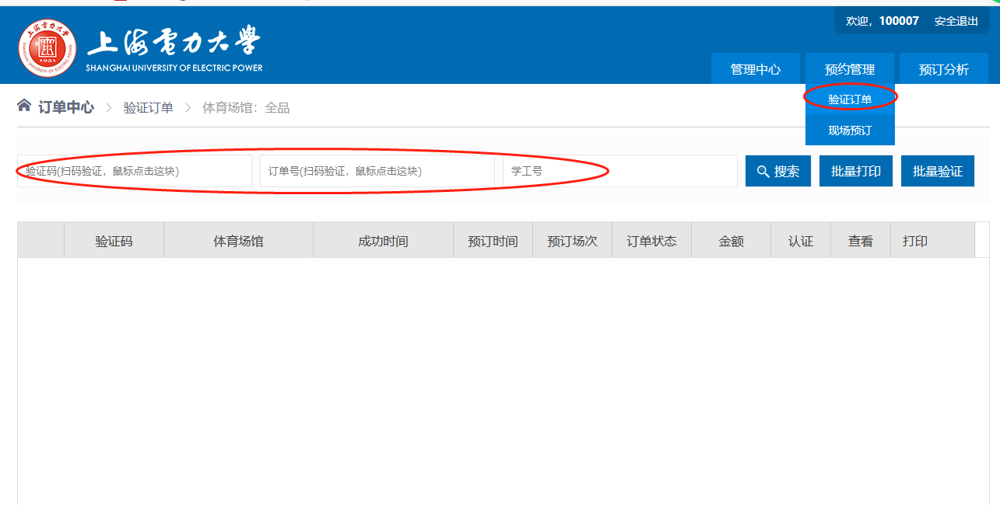 欢迎，100007 安全退出
上海電力大學
SHANGHAI UNIVERSITY OF ELECTRIC POWER
1951
管理中心 预约管理 预订分析
验证订单
现场预订
订单中心 > 验证订单 > 体育场馆：全品
验证码(扫码验证，鼠标点击这块) 订单号(扫码验证，鼠标点击这块) 学工号 搜索 批量打印 批量验证
验证码 体育场馆 成功时间 预订时间 预订场次 订单状态 金额 认证 查看 打印